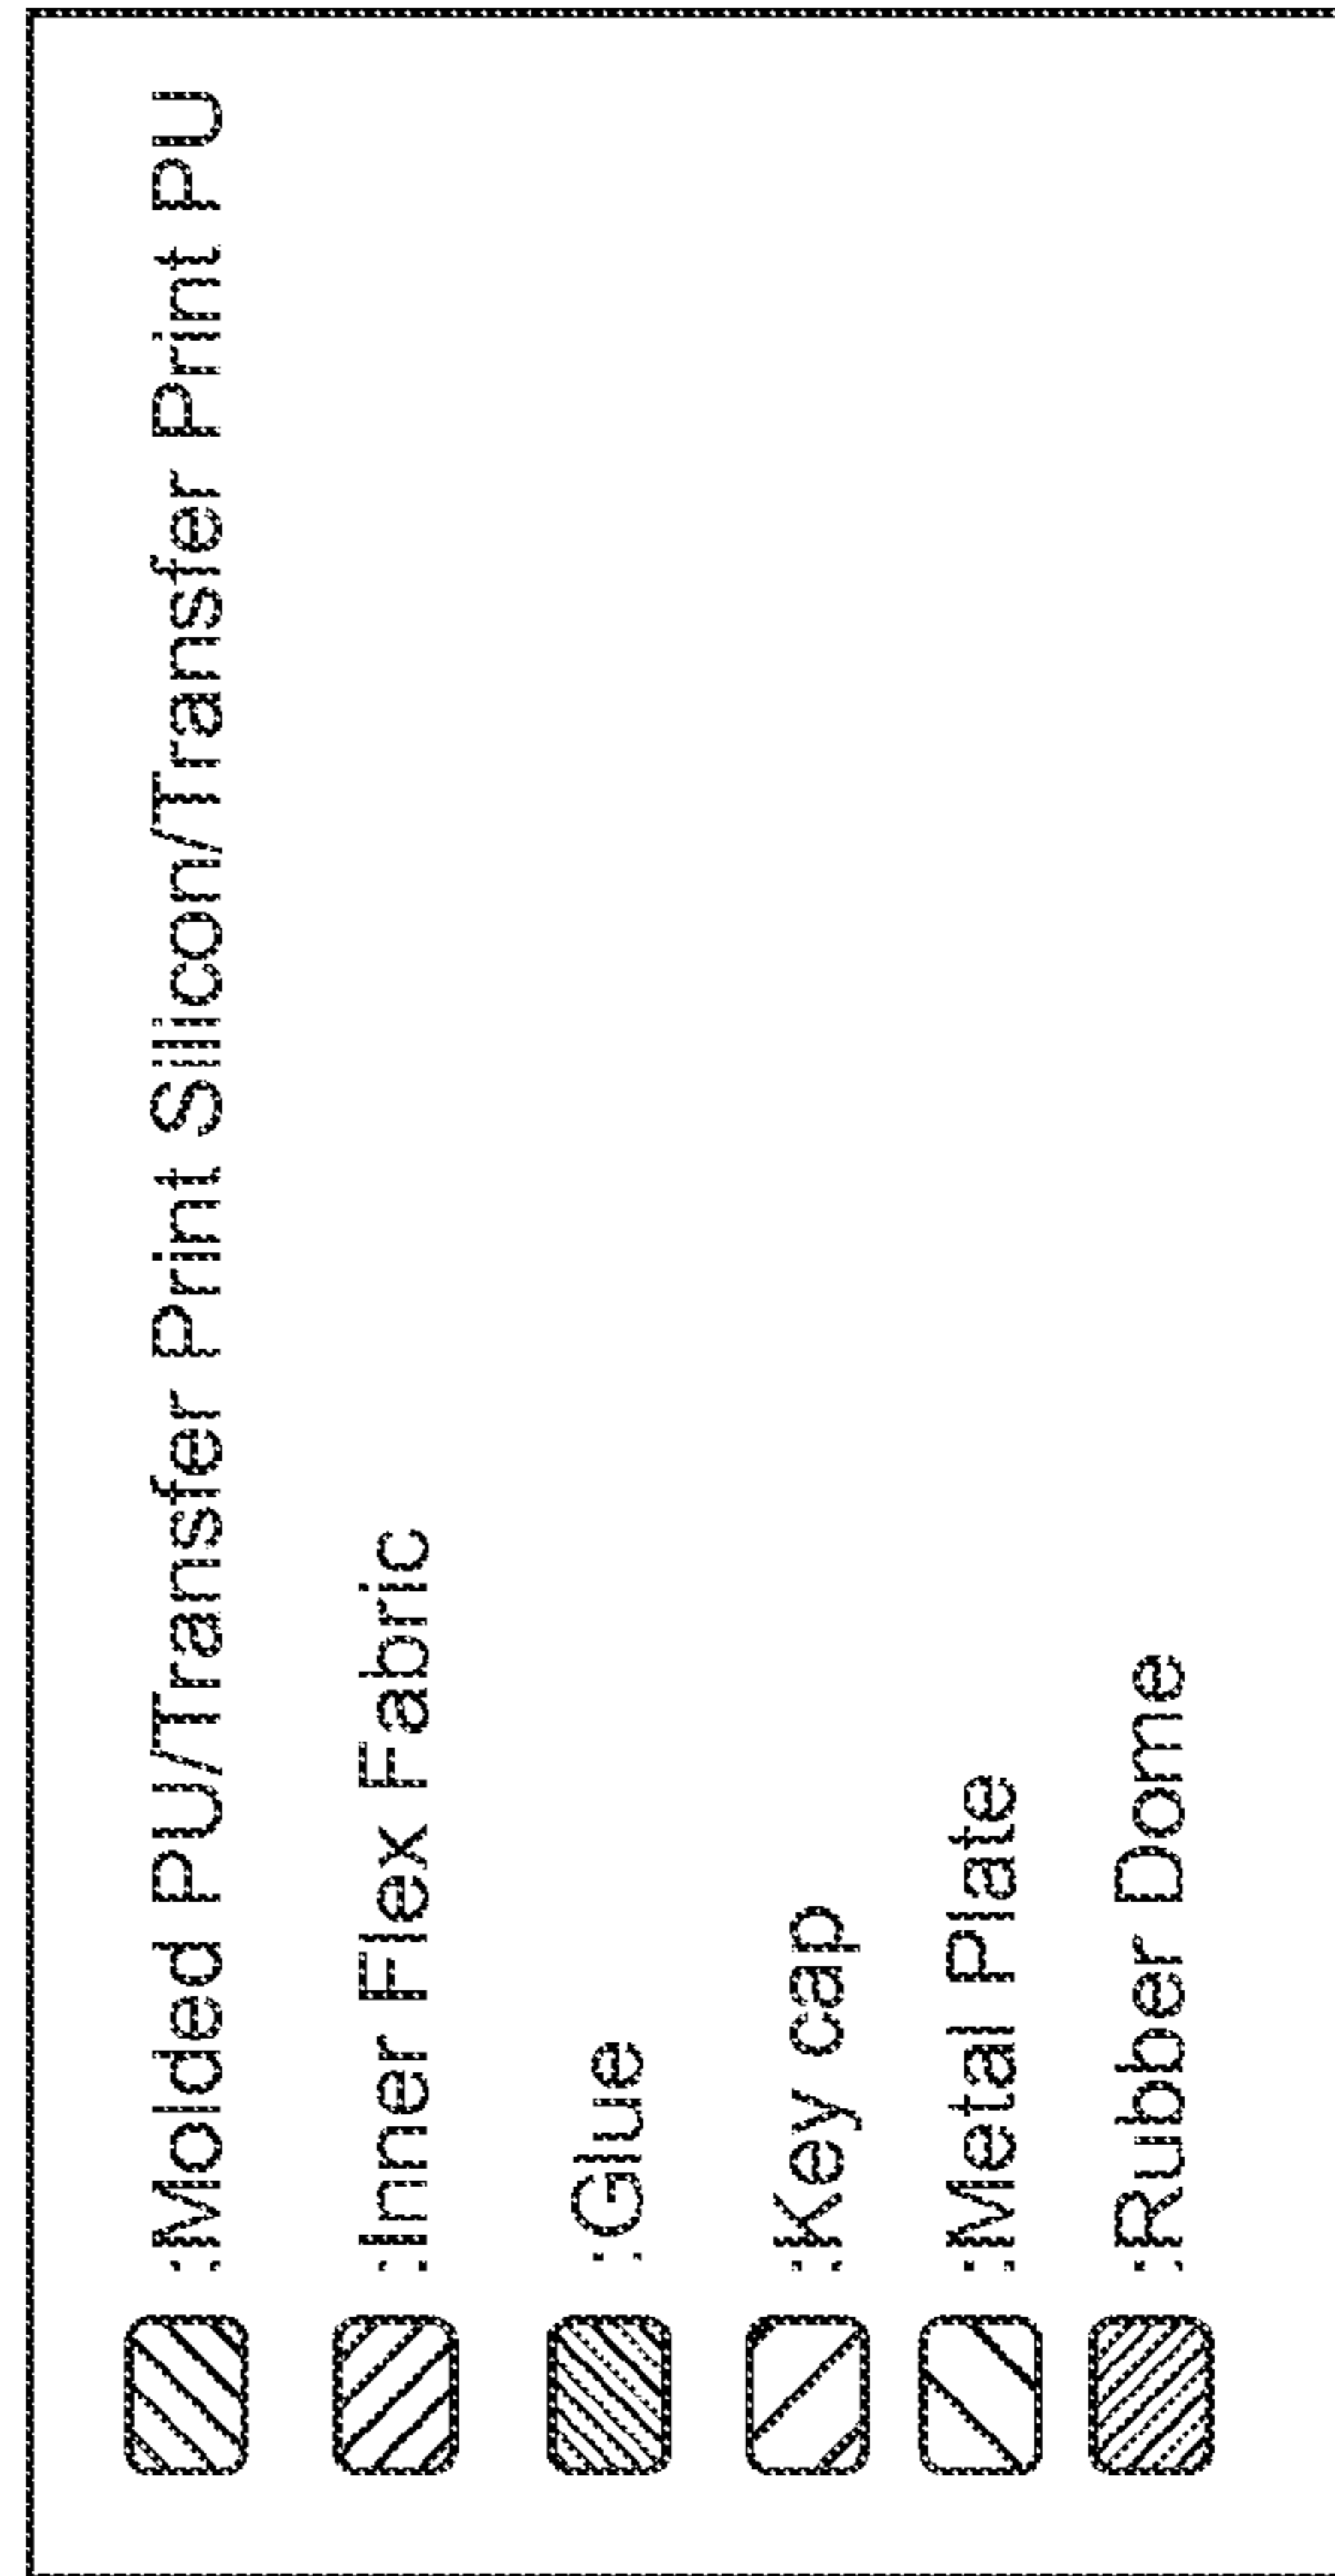 :Molded PU/Transfer Print Silicon/Transfer Print PU
:Inner Flex Fabric
:Glue
:Key cap
:Metal Plate
:Rubber Dome